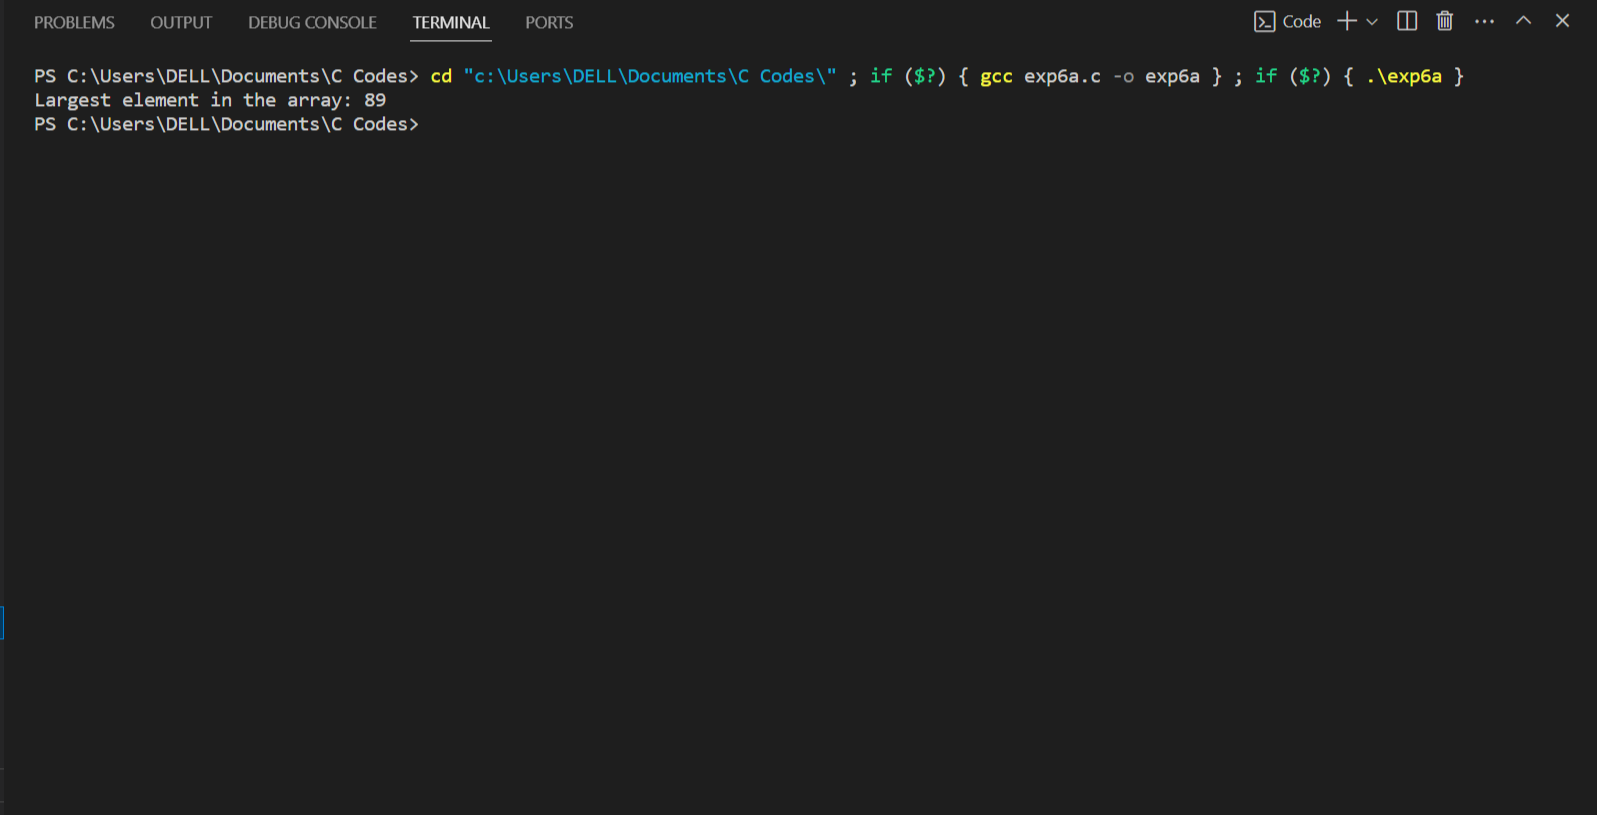 PROBLEMS OUTPUT DEBUG CONSOLE TERMINAL PORTS Code
PS C:\Users\DELL\Documents\C Codes> cd "c:\Users\DELL\Documents\C Codes\" ; if ($?) { gcc exp6a.c -o exp6a } ; if ($?) { .\exp6a }
Largest element in the array: 89
PS C:\Users\DELL\Documents\C Codes>